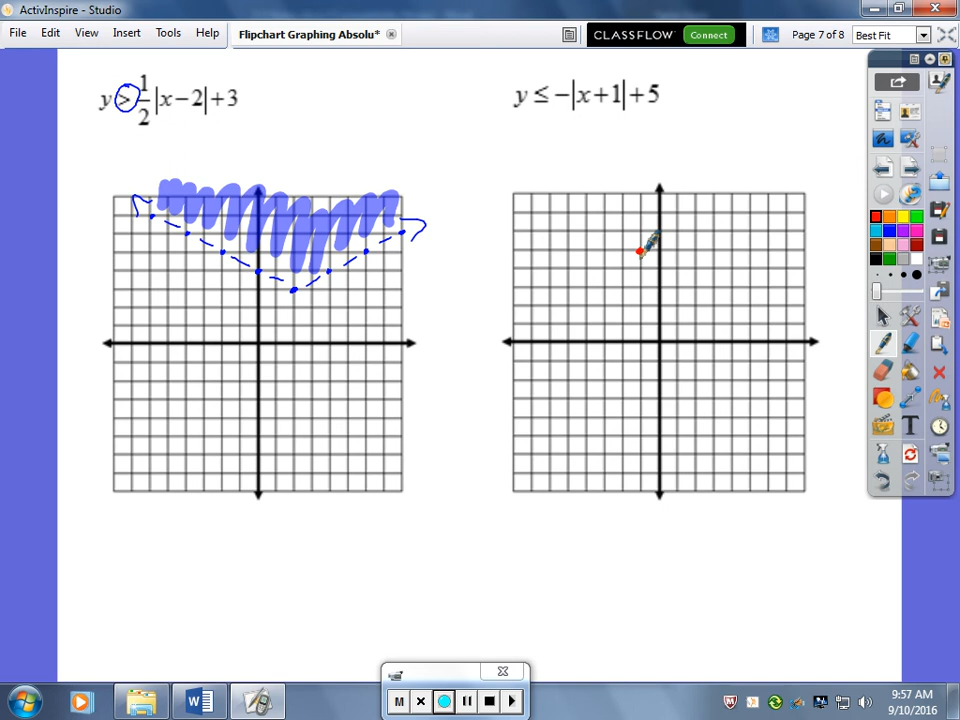 ActivInspire - Studio
File Edit View Insert Tools Help
Flipchart Graphing Absolu*
CLASSFLOW Connect
Page 7 of 8
Best Fit
y > 1/2 |x − 2| + 3
y ≤ −|x + 1| + 5
T
M
W
9:57 AM
9/10/2016